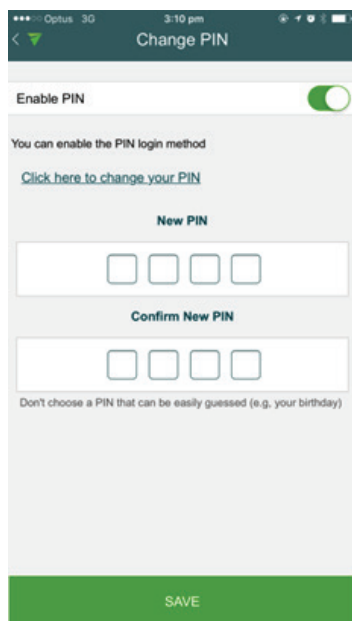 Optus 3G 3:10 pm
Change PIN
Enable PIN
You can enable the PIN login method
Click here to change your PIN
New PIN
Confirm New PIN
Don't choose a PIN that can be easily guessed (e.g, your birthday)
SAVE